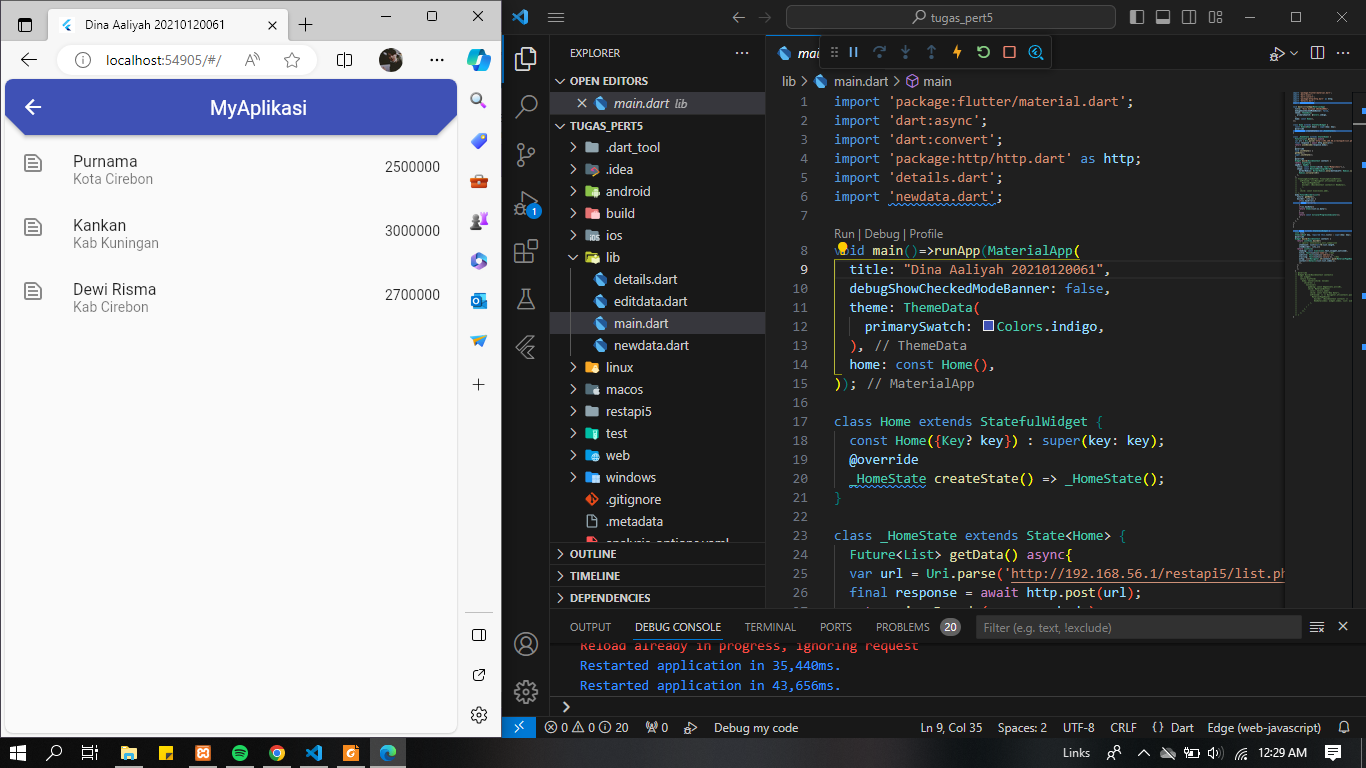 Dina Aaliyah 20210120061
localhost:54905/#/
MyAplikasi
Purnama
Kota Cirebon
2500000
Kankan
Kab Kuningan
3000000
Dewi Risma
Kab Cirebon
2700000
tugas_pert5
EXPLORER
OPEN EDITORS
main.dart lib
TUGAS_PERT5
.dart_tool
.idea
android
build
ios
lib
details.dart
editdata.dart
main.dart
newdata.dart
linux
macos
restapi5
test
web
windows
.gitignore
.metadata
analysis_options.yaml
OUTLINE
TIMELINE
DEPENDENCIES
lib > main.dart > main
1 import 'package:flutter/material.dart';
2 import 'dart:async';
3 import 'dart:convert';
4 import 'package:http/http.dart' as http;
5 import 'details.dart';
6 import 'newdata.dart';
7
Run | Debug | Profile
8 void main()=>runApp(MaterialApp(
9 title: "Dina Aaliyah 20210120061",
10 debugShowCheckedModeBanner: false,
11 theme: ThemeData(
12 primarySwatch: Colors.indigo,
13 ), // ThemeData
14 home: const Home(),
15 )); // MaterialApp
16
17 class Home extends StatefulWidget {
18 const Home({Key? key}) : super(key: key);
19 @override
20 _HomeState createState() => _HomeState();
21 }
22
23 class _HomeState extends State<Home> {
24 Future<List> getData() async{
25 var url = Uri.parse('http://192.168.56.1/restapi5/list.ph
26 final response = await http.post(url);
OUTPUT DEBUG CONSOLE TERMINAL PORTS PROBLEMS 20 Filter (e.g. text, !exclude)
Reload already in progress, ignoring request
Restarted application in 35,440ms.
Restarted application in 43,656ms.
0 0 20 0 Debug my code Ln 9, Col 35 Spaces: 2 UTF-8 CRLF {} Dart Edge (web-javascript)
Links 12:29 AM